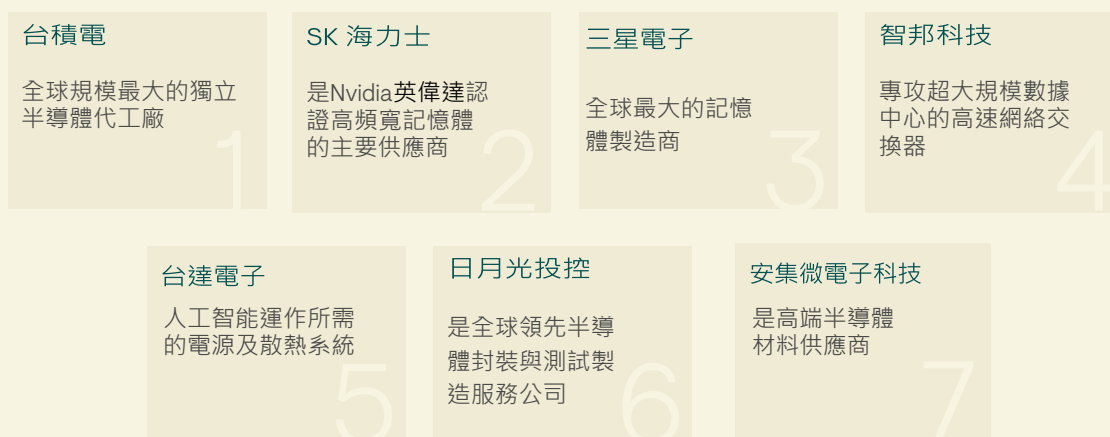 台積電
全球規模最大的獨立
半導體代工廠
1
SK 海力士
是Nvidia英偉達認
證高頻寬記憶體
的主要供應商
2
三星電子
全球最大的記憶
體製造商
3
智邦科技
專攻超大規模數據
中心的高速網絡交
換器
4
台達電子
人工智能運作所需
的電源及散熱系統
5
日月光投控
是全球領先半導
體封裝與測試製
造服務公司
6
安集微電子科技
是高端半導體
材料供應商
7